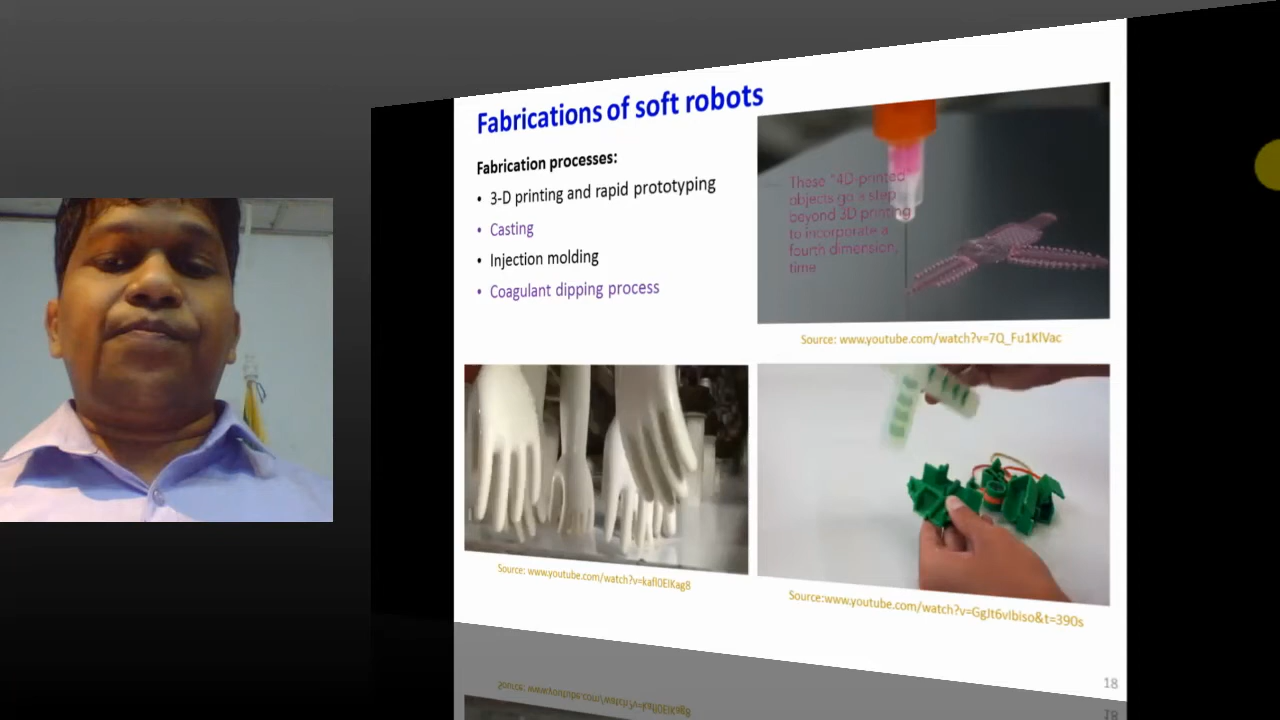 Fabrications of soft robots
Fabrication processes:
• 3-D printing and rapid prototyping
• Casting
• Injection molding
• Coagulant dipping process
These "4D-printed"
objects go a step
beyond 3D printing
to incorporate a
fourth dimension,
time
Source: www.youtube.com/watch?v=7Q_Fu1KlVac
Source: www.youtube.com/watch?v=kafl0ElKag8
Source:www.youtube.com/watch?v=GgJt6vIbiso&t=390s
18